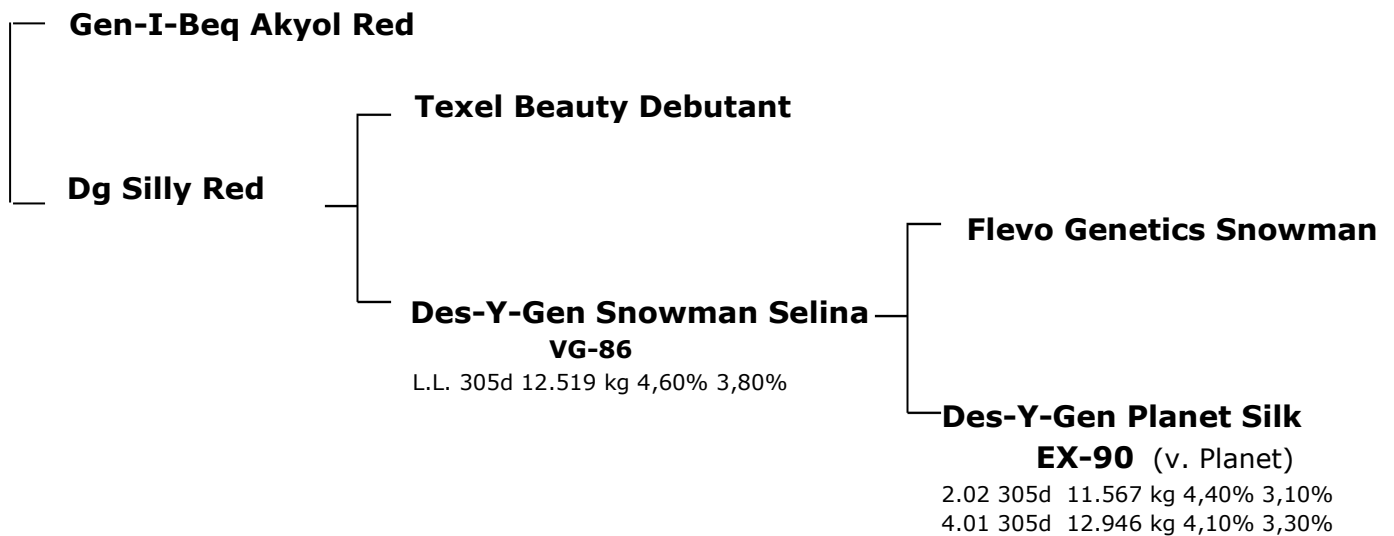 Gen-I-Beq Akyol Red
Texel Beauty Debutant
Dg Silly Red
Flevo Genetics Snowman
Des-Y-Gen Snowman Selina
VG-86
L.L. 305d 12.519 kg 4,60% 3,80%
Des-Y-Gen Planet Silk
EX-90 (v. Planet)
2.02 305d 11.567 kg 4,40% 3,10%
4.01 305d 12.946 kg 4,10% 3,30%